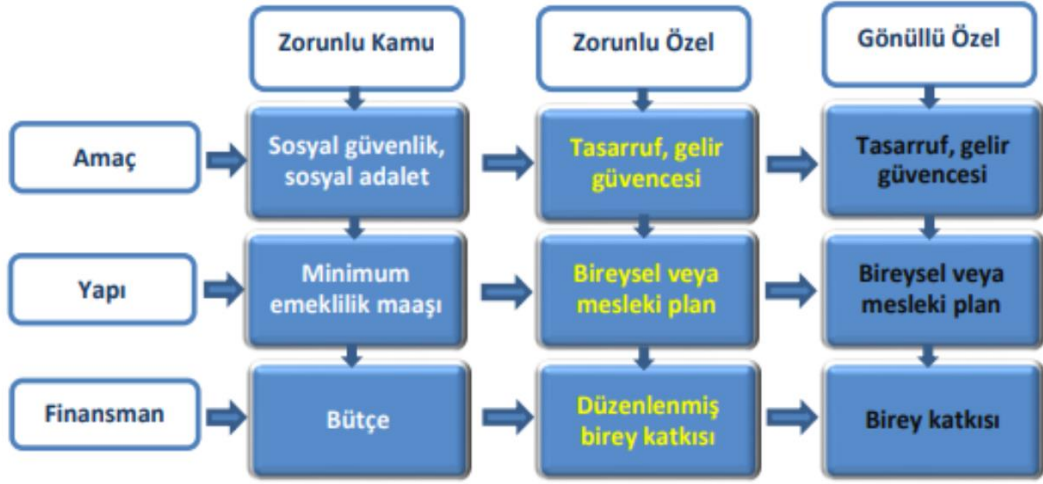 Zorunlu Kamu
Zorunlu Özel
Gönüllü Özel
Amaç
Sosyal güvenlik,
sosyal adalet
Tasarruf, gelir
güvencesi
Tasarruf, gelir
güvencesi
Yapı
Minimum
emeklilik maaşı
Bireysel veya
mesleki plan
Bireysel veya
mesleki plan
Finansman
Bütçe
Düzenlenmiş
birey katkısı
Birey katkısı